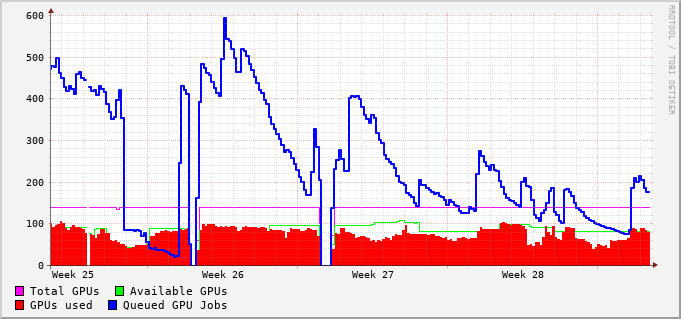 600
500
400
300
200
100
0
Week 25 Week 26 Week 27 Week 28
Total GPUs Available GPUs
GPUs used Queued GPU Jobs
RRDTOOL / TOBI OETIKER